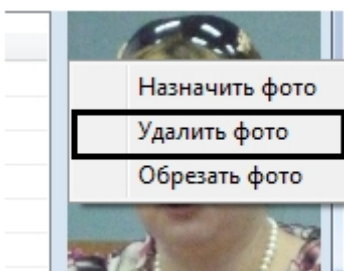 Назначить фото
Удалить фото
Обрезать фото